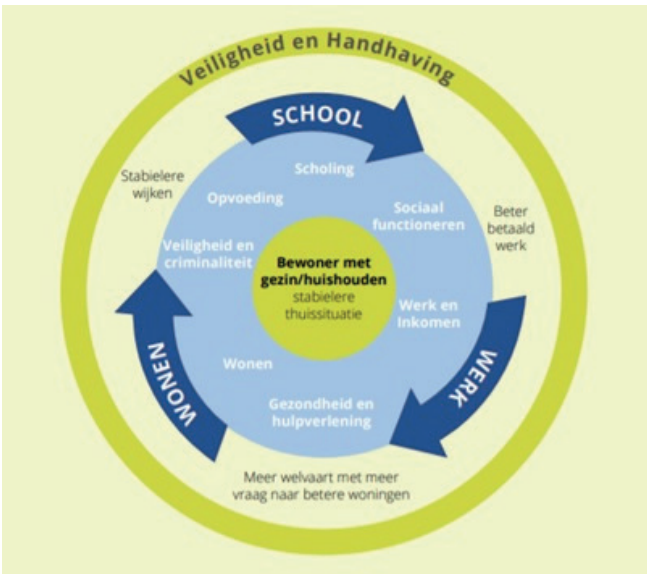 Veiligheid en Handhaving
SCHOOL
Stabielere
wijken
Scholing
Opvoeding
Sociaal
functioneren
Beter
betaald
werk
Veiligheid en
criminaliteit
Bewoner met
gezin/huishouden
stabielere
thuissituatie
Werk en
Inkomen
WERK
WONEN
Wonen
Gezondheid en
hulpverlening
Meer welvaart met meer
vraag naar betere woningen